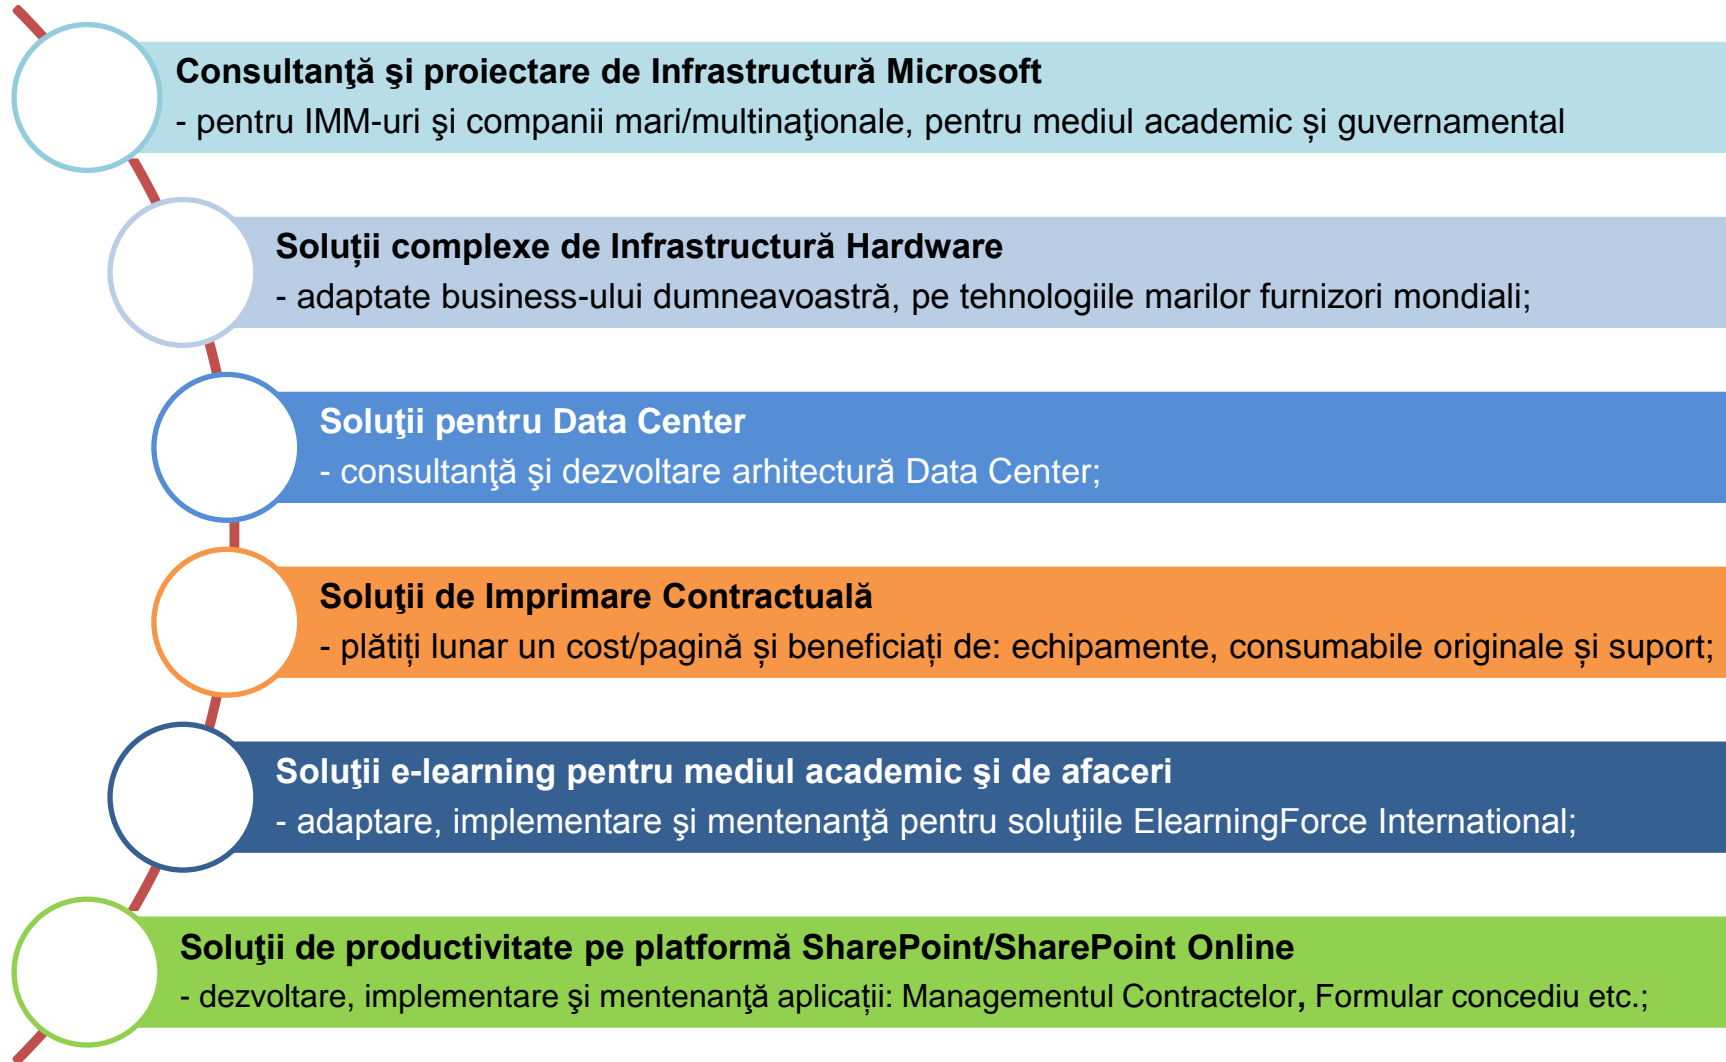 Consultanţă şi proiectare de Infrastructură Microsoft
- pentru IMM-uri şi companii mari/multinaţionale, pentru mediul academic și guvernamental
Soluții complexe de Infrastructură Hardware
- adaptate business-ului dumneavoastră, pe tehnologiile marilor furnizori mondiali;
Soluţii pentru Data Center
- consultanţă şi dezvoltare arhitectură Data Center;
Soluţii de Imprimare Contractuală
- plătiți lunar un cost/pagină și beneficiați de: echipamente, consumabile originale și suport;
Soluţii e-learning pentru mediul academic şi de afaceri
- adaptare, implementare şi mentenanţă pentru soluţiile ElearningForce International;
Soluţii de productivitate pe platformă SharePoint/SharePoint Online
- dezvoltare, implementare şi mentenanţă aplicații: Managementul Contractelor, Formular concediu etc.;